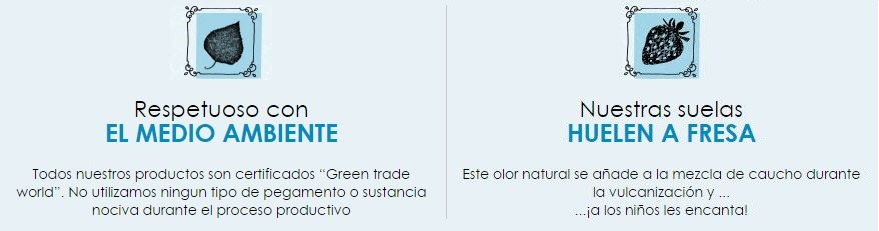 Respetuoso con
EL MEDIO AMBIENTE
Todos nuestros productos son certificados “Green trade
world”. No utilizamos ningun tipo de pegamento o sustancia
nociva durante el proceso productivo
Nuestras suelas
HUELEN A FRESA
Este olor natural se añade a la mezcla de caucho durante
la vulcanización y ...
...¡a los niños les encanta!